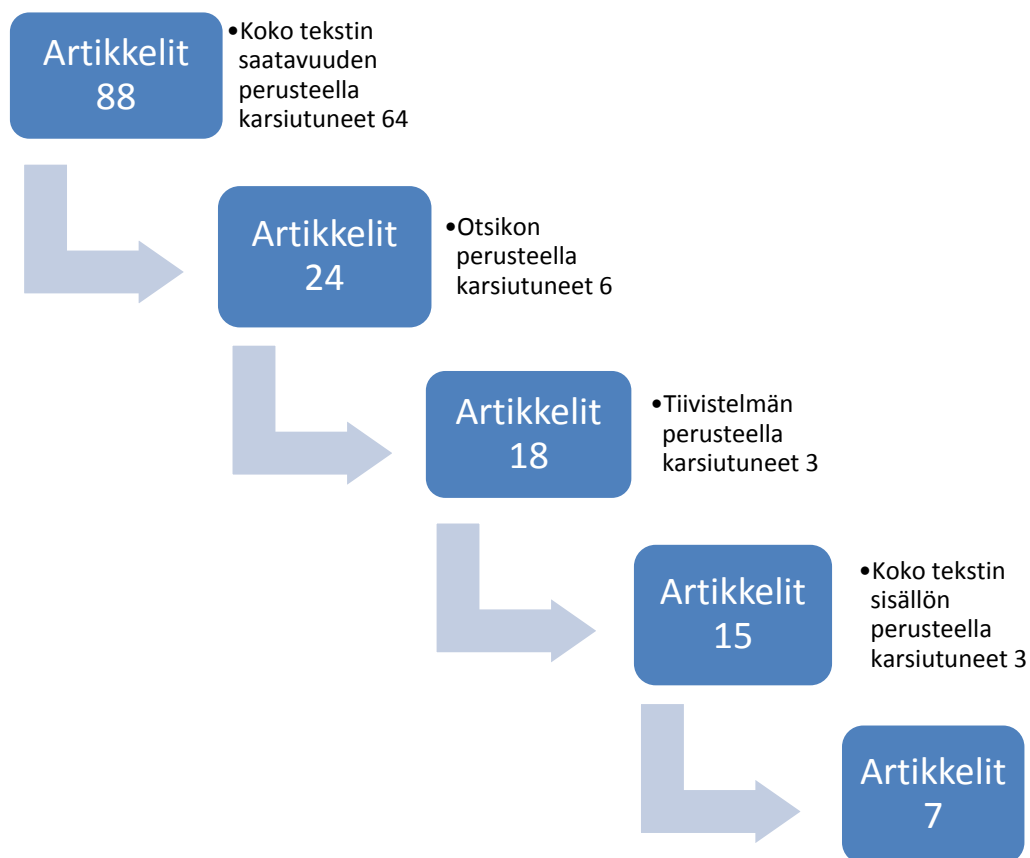 Artikkelit
88
•Koko tekstin
saatavuuden
perusteella
karsiutuneet 64
Artikkelit
24
•Otsikon
perusteella
karsiutuneet 6
Artikkelit
18
•Tiivistelmän
perusteella
karsiutuneet 3
Artikkelit
15
•Koko tekstin
sisällön
perusteella
karsiutuneet 3
Artikkelit
7